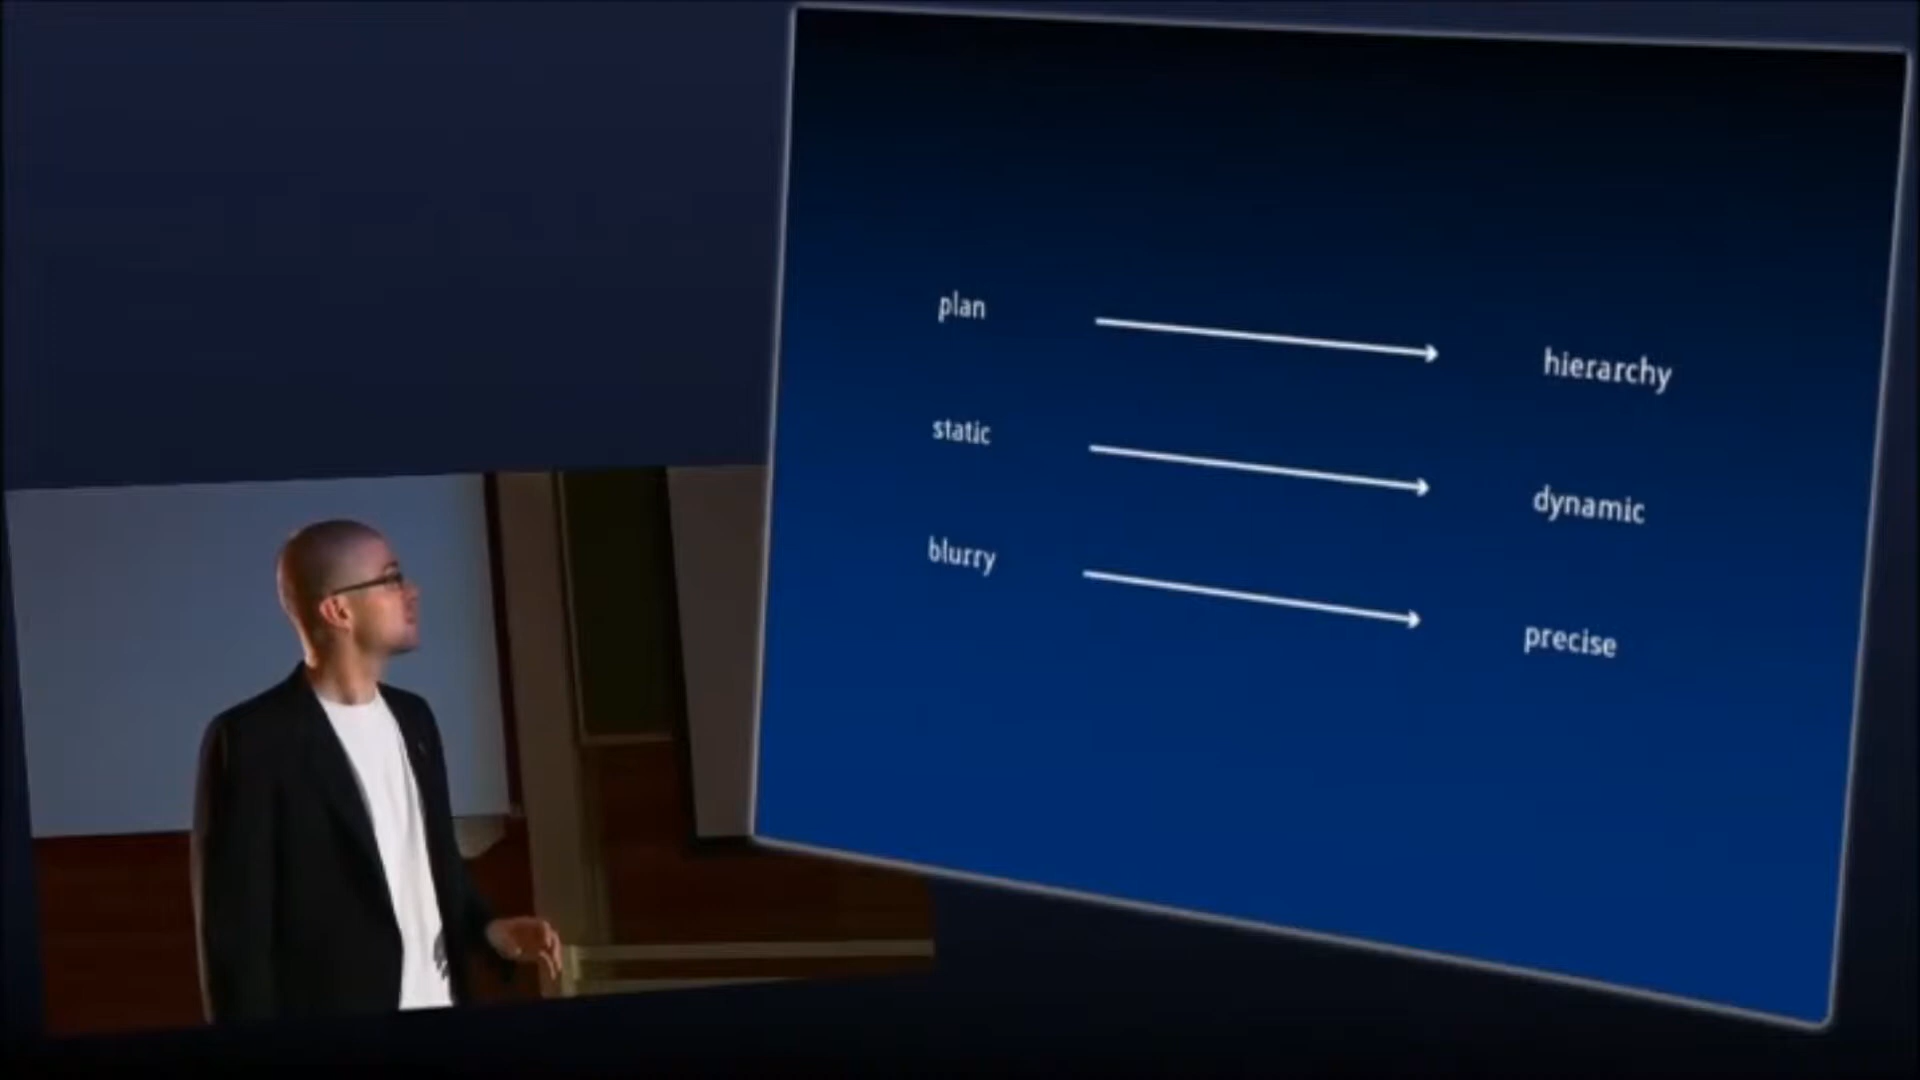 plan → hierarchy
static → dynamic
blurry → precise